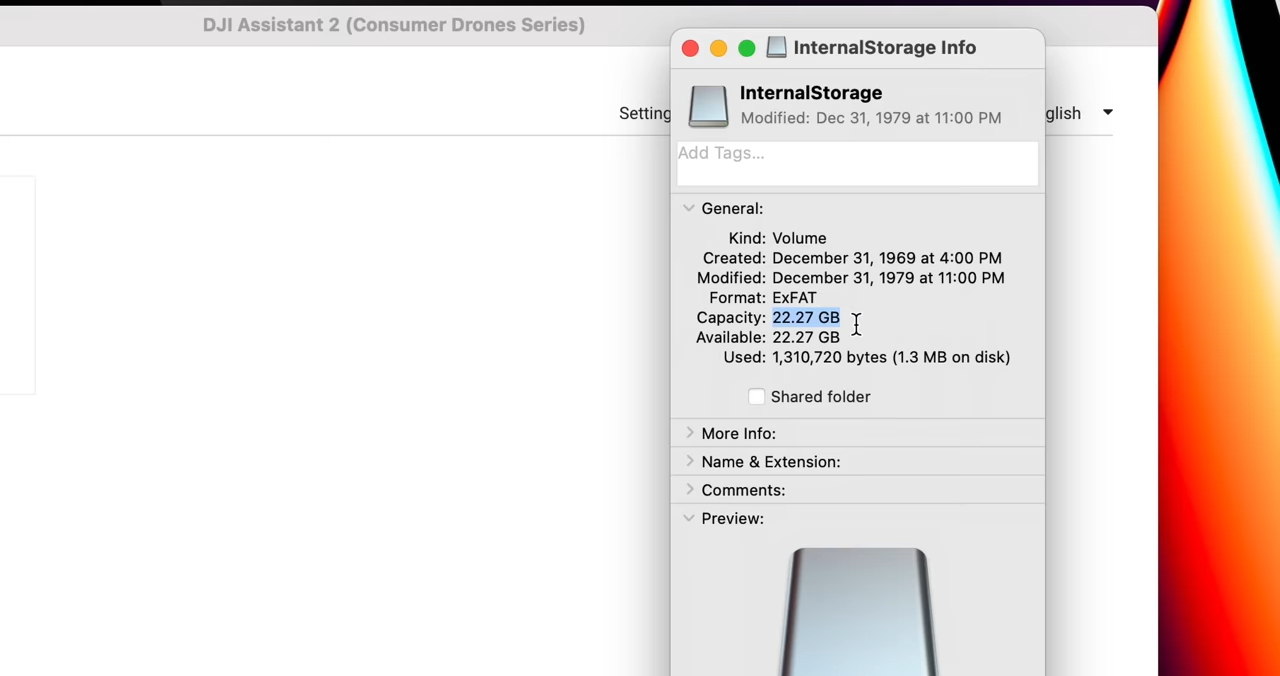 DJI Assistant 2 (Consumer Drones Series)
InternalStorage Info
InternalStorage
Modified: Dec 31, 1979 at 11:00 PM
Setting
glish
Add Tags...
General:
Kind: Volume
Created: December 31, 1969 at 4:00 PM
Modified: December 31, 1979 at 11:00 PM
Format: ExFAT
Capacity: 22.27 GB
Available: 22.27 GB
Used: 1,310,720 bytes (1.3 MB on disk)
Shared folder
More Info:
Name & Extension:
Comments:
Preview: